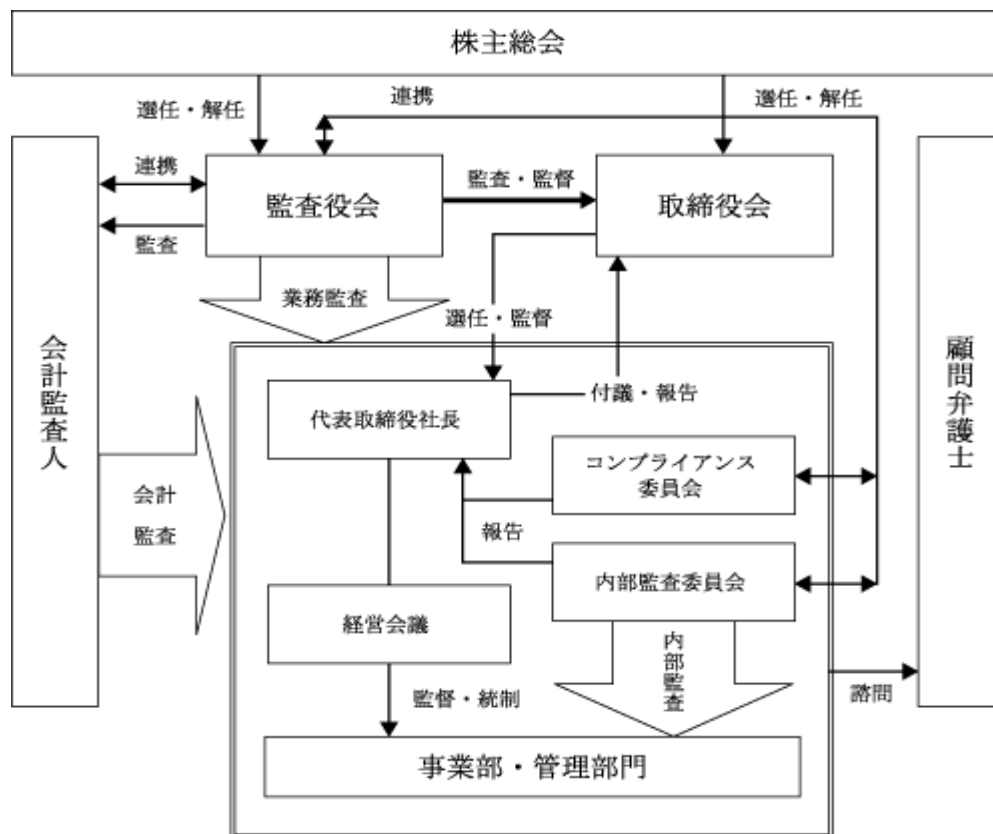 株主総会
選任・解任
連携
選任・解任
連携
監査役会
監査・監督
取締役会
監査
業務監査
選任・監督
会計監査人
顧問弁護士
代表取締役社長
付議・報告
コンプライアンス
委員会
会計
監査
報告
内部監査委員会
経営会議
内部監査
監督・統制
諮問
事業部・管理部門